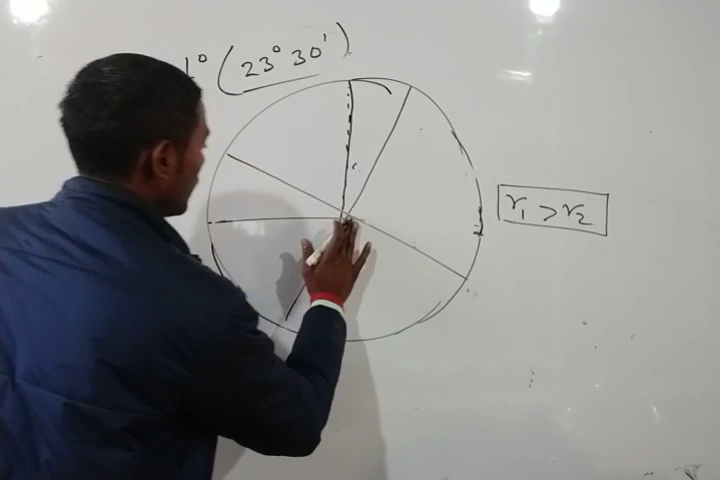 1° (23° 30')
r₁ > r₂